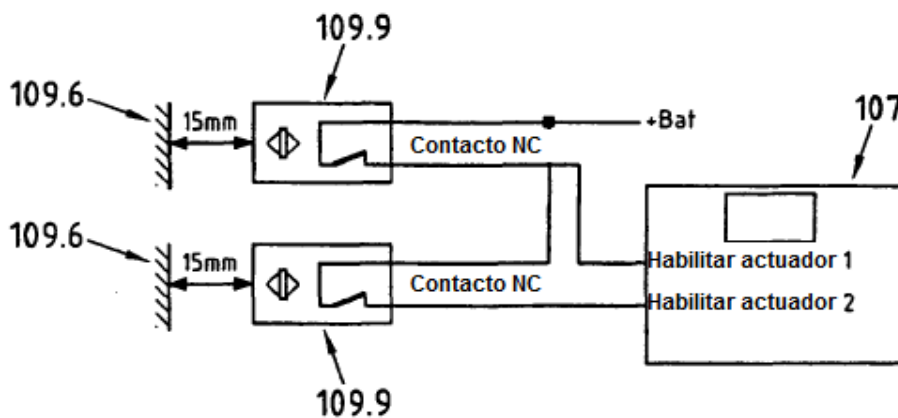 109.9
109.6
15mm
+Bat
107
Contacto NC
109.6
15mm
Contacto NC
Habilitar actuador 1
Habilitar actuador 2
109.9